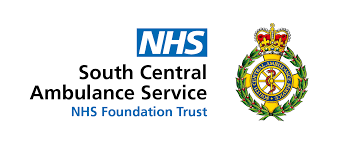 NHS
South Central
Ambulance Service
NHS Foundation Trust